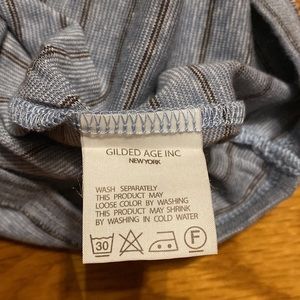 GILDED AGE INC
NEW YORK
WASH SEPARATELY
THIS PRODUCT MAY
LOOSE COLOR BY WASHING
THIS PRODUCT MAY SHRINK
BY WASHING IN COLD WATER
30 F